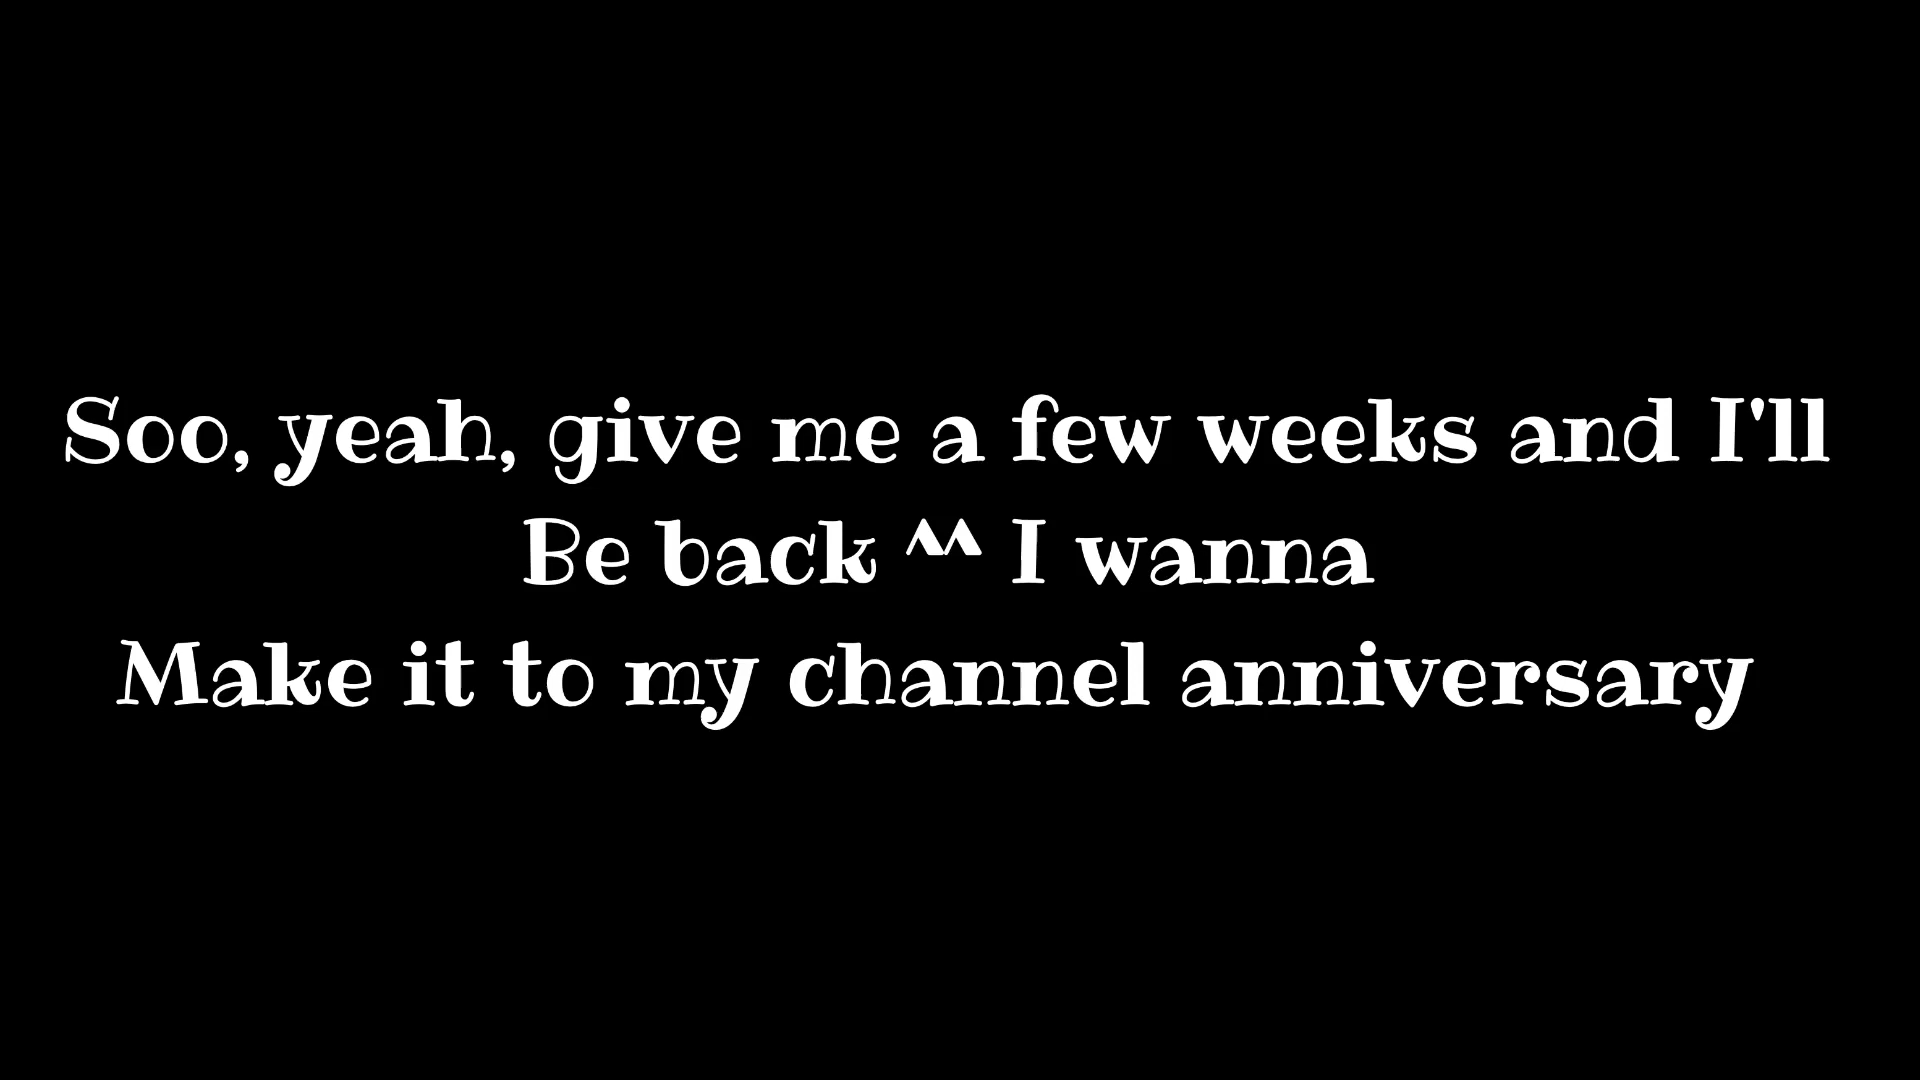 Soo, yeah, give me a few weeks and I'll
Be back ^^ I wanna
Make it to my channel anniversary